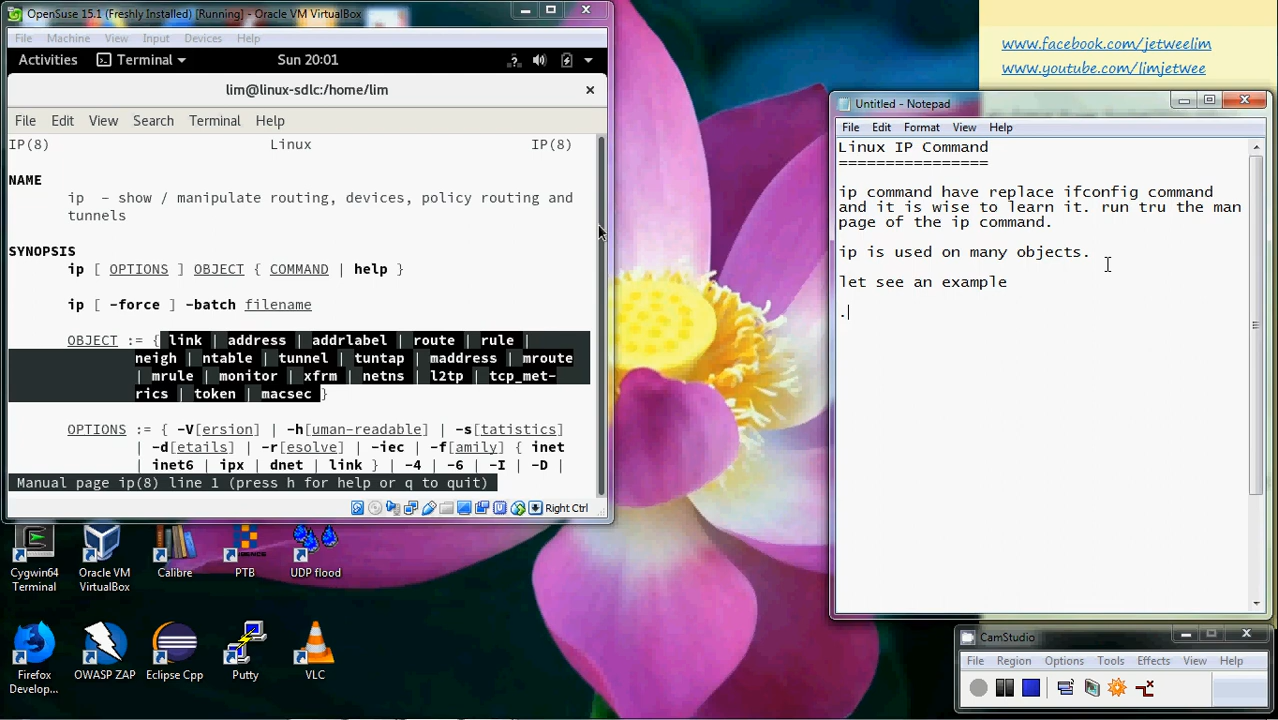 OpenSuse 15.1 (Freshly Installed) [Running] - Oracle VM VirtualBox
File Machine View Input Devices Help
Activities Terminal Sun 20:01
lim@linux-sdlc:/home/lim
File Edit View Search Terminal Help
IP(8) Linux IP(8)
NAME
ip - show / manipulate routing, devices, policy routing and
tunnels
SYNOPSIS
ip [ OPTIONS ] OBJECT { COMMAND | help }
ip [ -force ] -batch filename
OBJECT := { link | address | addrlabel | route | rule |
neigh | ntable | tunnel | tuntap | maddress | mroute
| mrule | monitor | xfrm | netns | l2tp | tcp_met-
rics | token | macsec }
OPTIONS := { -V[ersion] | -h[uman-readable] | -s[tatistics]
| -d[etails] | -r[esolve] | -iec | -f[amily] { inet
| inet6 | ipx | dnet | link } | -4 | -6 | -I | -D |
Manual page ip(8) line 1 (press h for help or q to quit)
Right Ctrl
www.facebook.com/jetweelim
www.youtube.com/limjetwee
Untitled - Notepad
File Edit Format View Help
Linux IP Command
================
ip command have replace ifconfig command
and it is wise to learn it. run tru the man
page of the ip command.
ip is used on many objects.
let see an example
.
Cygwin64
Terminal
Oracle VM
VirtualBox
Calibre
PTB
UDP flood
Firefox
Develop...
OWASP ZAP
Eclipse Cpp
Putty
VLC
CamStudio
File Region Options Tools Effects View Help